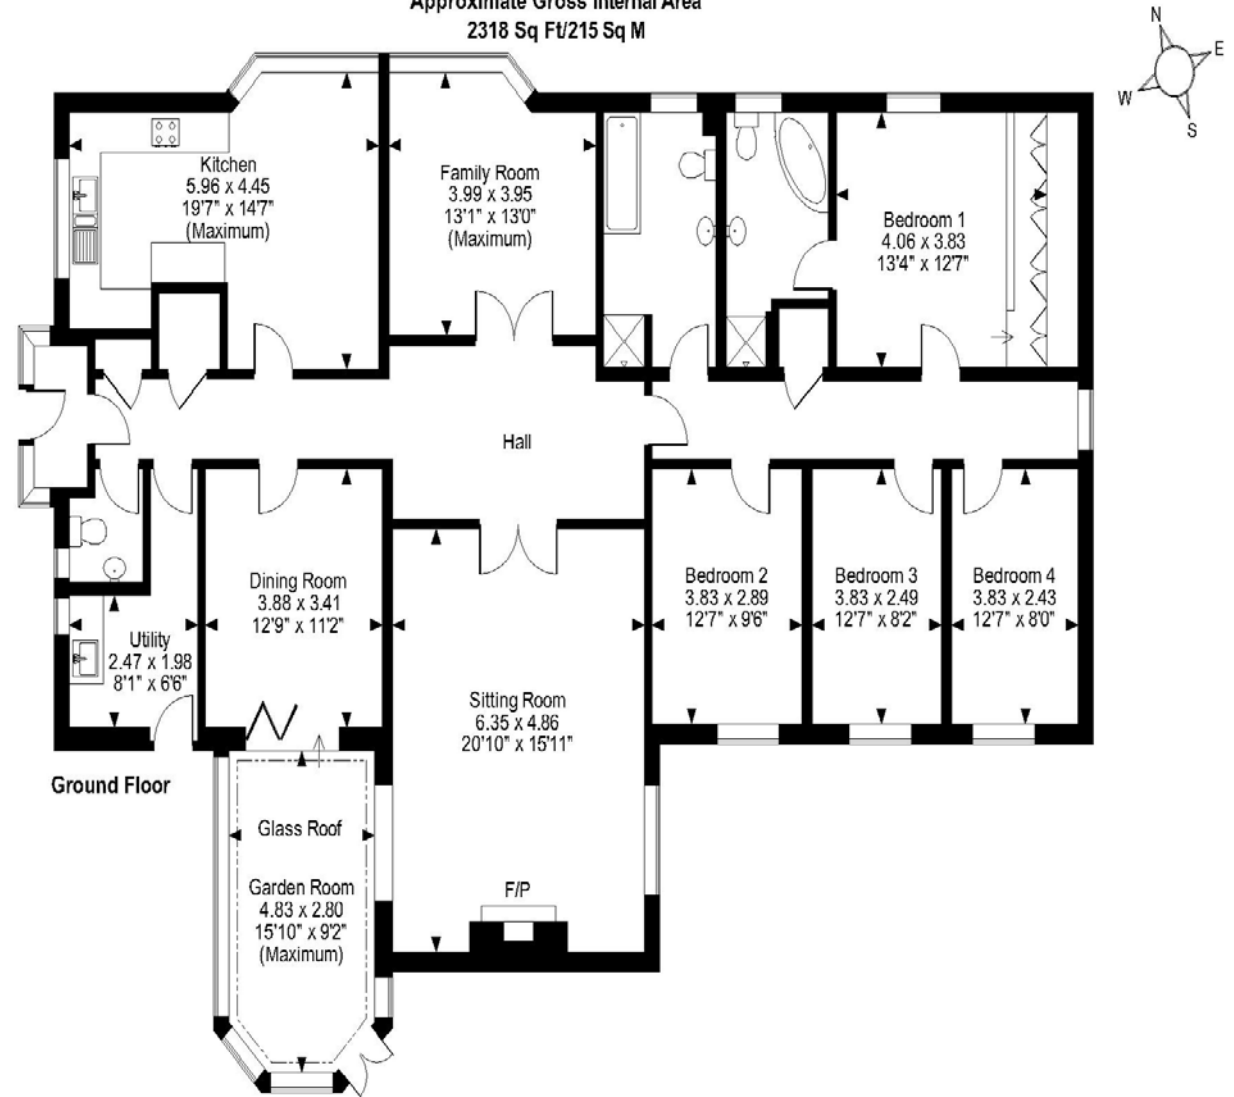 Approximate Gross Internal Area
2318 Sq Ft/215 Sq M
N
E
W
S
Kitchen
5.96 x 4.45
19'7" x 14'7"
(Maximum)
Family Room
3.99 x 3.95
13'1" x 13'0"
(Maximum)
Bedroom 1
4.06 x 3.83
13'4" x 12'7"
Hall
Dining Room
3.88 x 3.41
12'9" x 11'2"
Bedroom 2
3.83 x 2.89
12'7" x 9'6"
Bedroom 3
3.83 x 2.49
12'7" x 8'2"
Bedroom 4
3.83 x 2.43
12'7" x 8'0"
Utility
2.47 x 1.98
8'1" x 6'6"
Sitting Room
6.35 x 4.86
20'10" x 15'11"
Ground Floor
Glass Roof
Garden Room
4.83 x 2.80
15'10" x 9'2"
(Maximum)
F/P